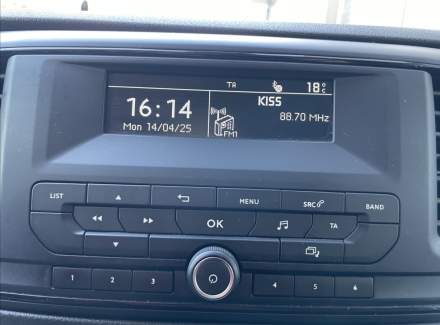 TA 18°C
16:14
KISS
Mon 14/04/25
88.70 MHz
FM1
LIST
MENU
SRC
BAND
OK
TA
1 2 3 4 5 6